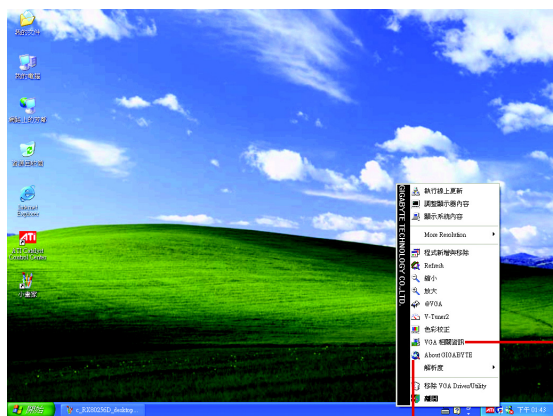 我的文件
我的電腦
網路上的芳鄰
資源回收筒
Internet
Explorer
ATI Catalyst
Control Center
小畫家
GIGABYTE TECHNOLOGY CO.,LTD.
執行線上更新
調整顯示器內容
顯示系統內容
More Resolution
程式新增與移除
Refresh
縮小
放大
@VGA
V-Tuner2
色彩校正
VGA 相關資訊
About GIGABYTE
解析度
移除 VGA Driver/Utility
離開
開始
c_RX80256D_desktop...
ATI
下午 01:43